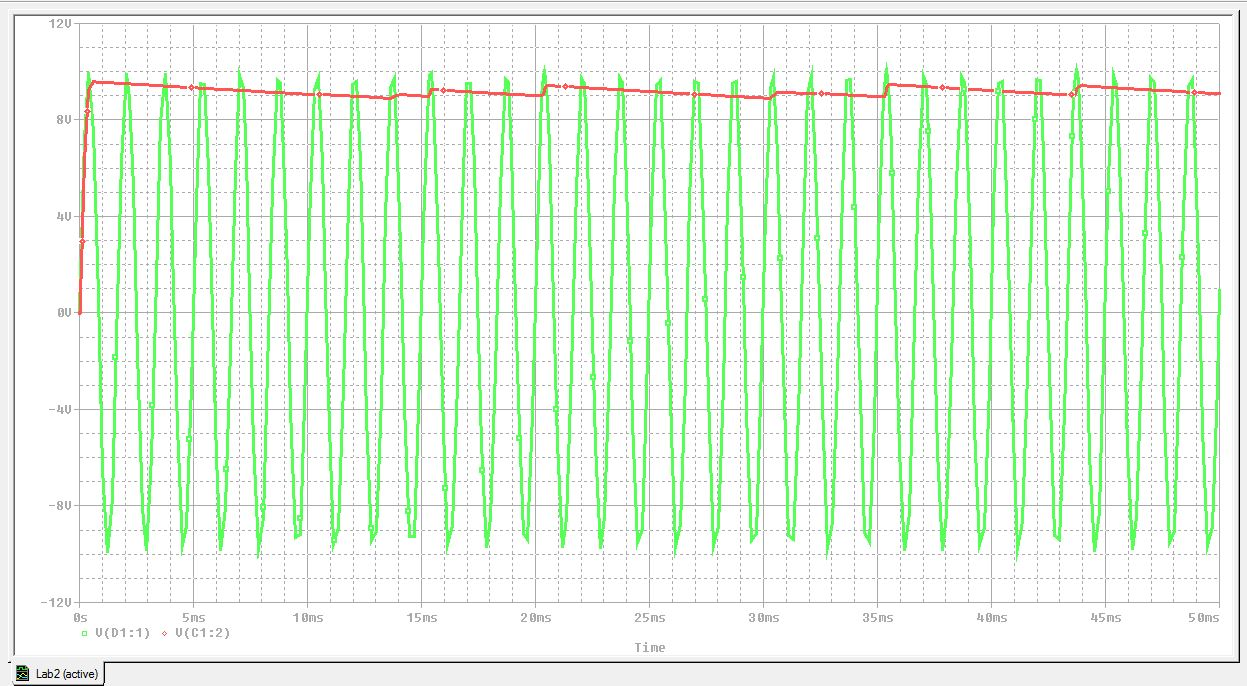 12V
8V
4V
0V
-4V
-8V
-12V
0s 5ms 10ms 15ms 20ms 25ms 30ms 35ms 40ms 45ms 50ms
V(D1:1) V(C1:2)
Time
Lab2 (active)